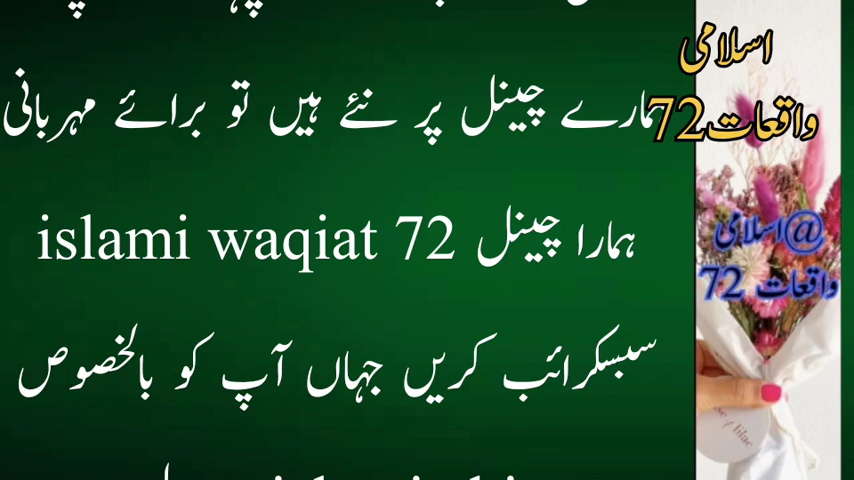 ہمارے چینل پر نئے ہیں تو برائے مہربانی
ہمارا چینل islami waqiat 72
سبسکرائب کریں جہاں آپ کو بالخصوص
اسلامی
واقعات72
@اسلامی
واقعات 72